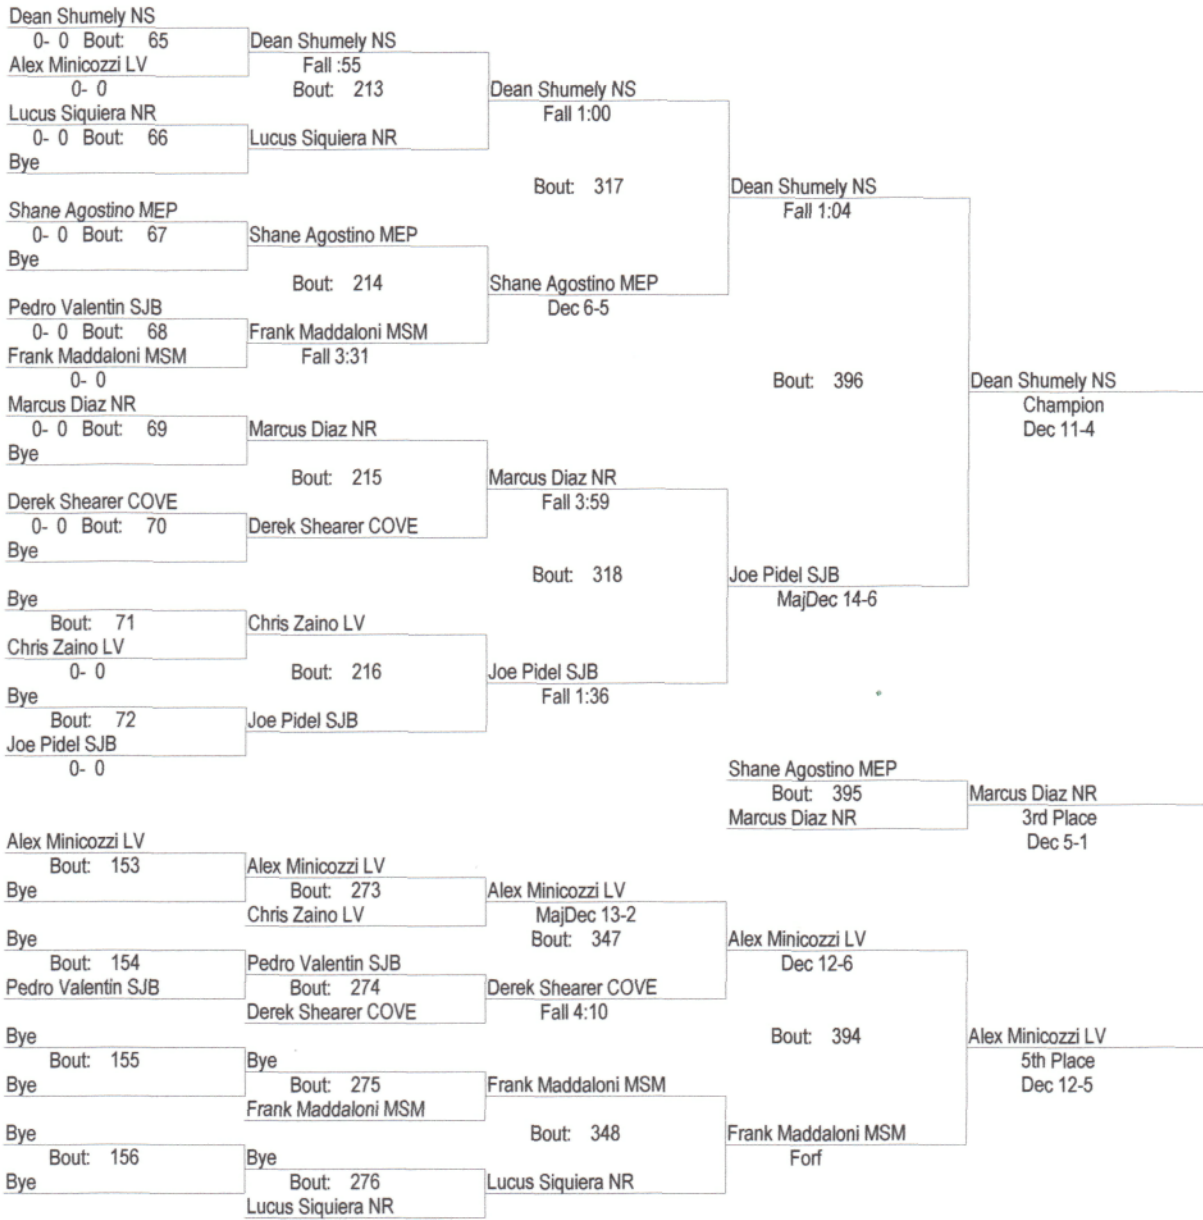 Dean Shumely NS
0- 0 Bout: 65
Alex Minicozzi LV
0- 0
Lucus Siquiera NR
0- 0 Bout: 66
Bye
Shane Agostino MEP
0- 0 Bout: 67
Bye
Pedro Valentin SJB
0- 0 Bout: 68
Frank Maddaloni MSM
0- 0
Marcus Diaz NR
0- 0 Bout: 69
Bye
Derek Shearer COVE
0- 0 Bout: 70
Bye
Bye
Bout: 71
Chris Zaino LV
0- 0
Bye
Bout: 72
Joe Pidel SJB
0- 0
Dean Shumely NS
Fall :55
Bout: 213
Lucus Siquiera NR
Shane Agostino MEP
Bout: 214
Frank Maddaloni MSM
Fall 3:31
Marcus Diaz NR
Bout: 215
Derek Shearer COVE
Chris Zaino LV
Bout: 216
Joe Pidel SJB
Dean Shumely NS
Fall 1:00
Bout: 317
Shane Agostino MEP
Dec 6-5
Marcus Diaz NR
Fall 3:59
Bout: 318
Joe Pidel SJB
Fall 1:36
Dean Shumely NS
Fall 1:04
Bout: 396
Joe Pidel SJB
MajDec 14-6
Dean Shumely NS
Champion
Dec 11-4
Shane Agostino MEP
Bout: 395
Marcus Diaz NR
Marcus Diaz NR
3rd Place
Dec 5-1
Alex Minicozzi LV
Bout: 153
Bye
Bye
Bout: 154
Pedro Valentin SJB
Bye
Bout: 155
Bye
Bye
Bout: 156
Bye
Alex Minicozzi LV
Bout: 273
Chris Zaino LV
Pedro Valentin SJB
Bout: 274
Derek Shearer COVE
Bye
Bout: 275
Frank Maddaloni MSM
Bye
Bout: 276
Lucus Siquiera NR
Alex Minicozzi LV
MajDec 13-2
Bout: 347
Derek Shearer COVE
Fall 4:10
Frank Maddaloni MSM
Bout: 348
Lucus Siquiera NR
Alex Minicozzi LV
Dec 12-6
Bout: 394
Frank Maddaloni MSM
Forf
Alex Minicozzi LV
5th Place
Dec 12-5